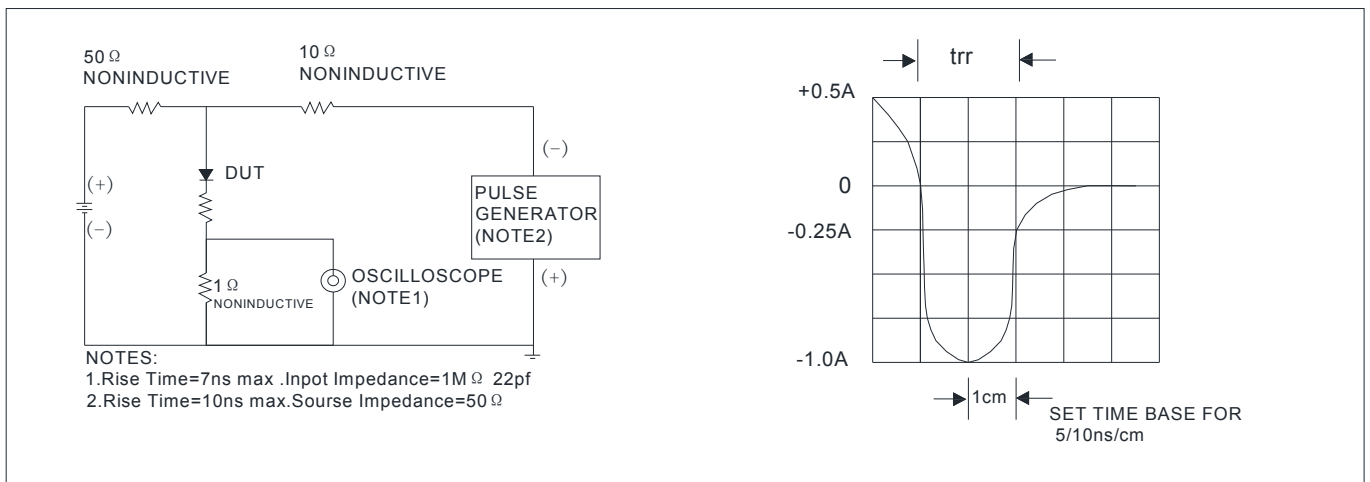 50 Ω
NONINDUCTIVE
10 Ω
NONINDUCTIVE
(+)
(−)
DUT
1 Ω
NONINDUCTIVE
OSCILLOSCOPE
(NOTE1)
(−)
PULSE
GENERATOR
(NOTE2)
(+)
NOTES:
1.Rise Time=7ns max .Inpot Impedance=1M Ω 22pf
2.Rise Time=10ns max.Sourse Impedance=50 Ω
trr
+0.5A
0
-0.25A
-1.0A
1cm
SET TIME BASE FOR
5/10ns/cm